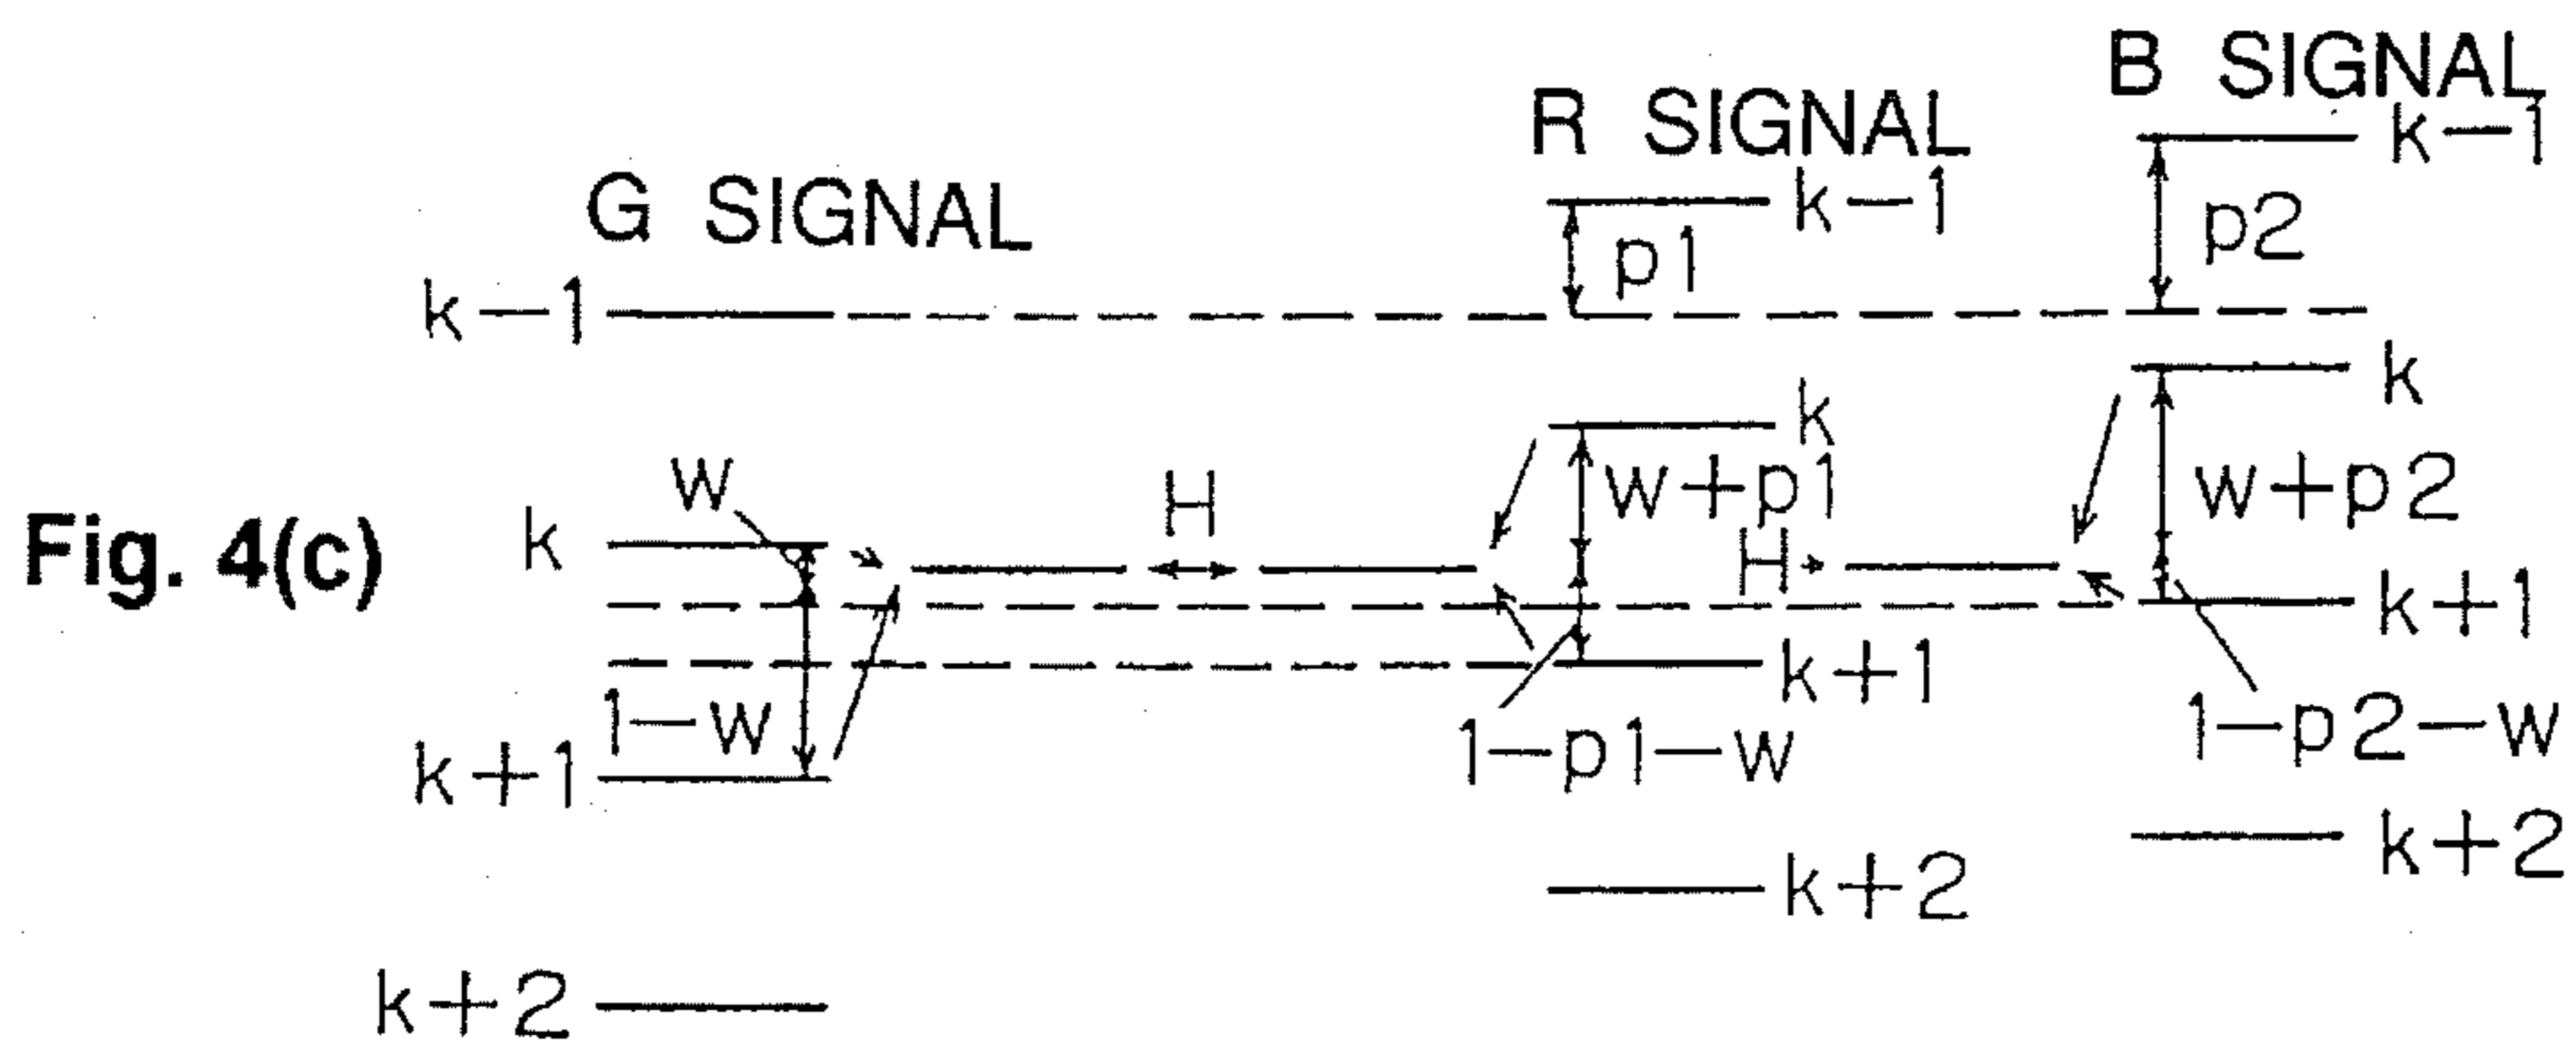 B SIGNAL
R SIGNAL
k−1
G SIGNAL
k−1
p1
p2
k−1
k
k
w
H
w+p1
w+p2
Fig. 4(c)
k
H
k+1
k+1
1−w
1−p1−w
1−p2−w
k+1
k+2
k+2
k+2